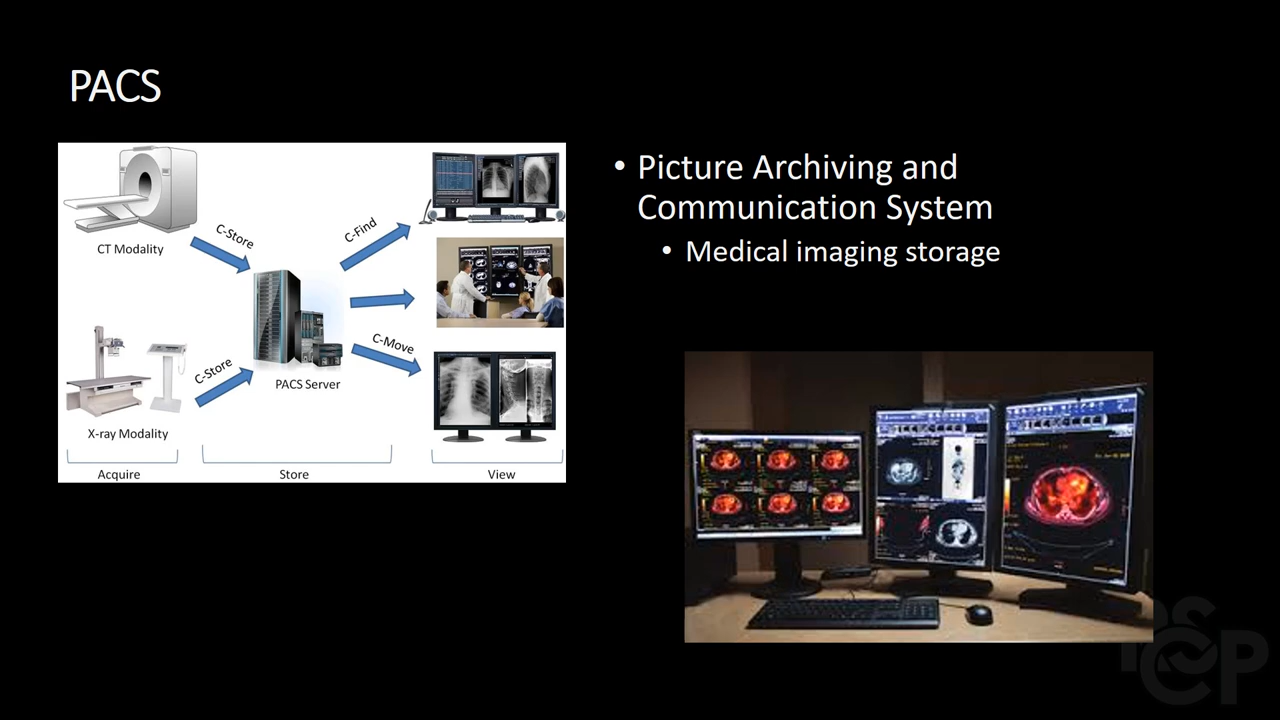 PACS
CT Modality
C-Store
C-Find
C-Store
C-Move
PACS Server
X-ray Modality
Acquire
Store
View
• Picture Archiving and
Communication System
• Medical imaging storage